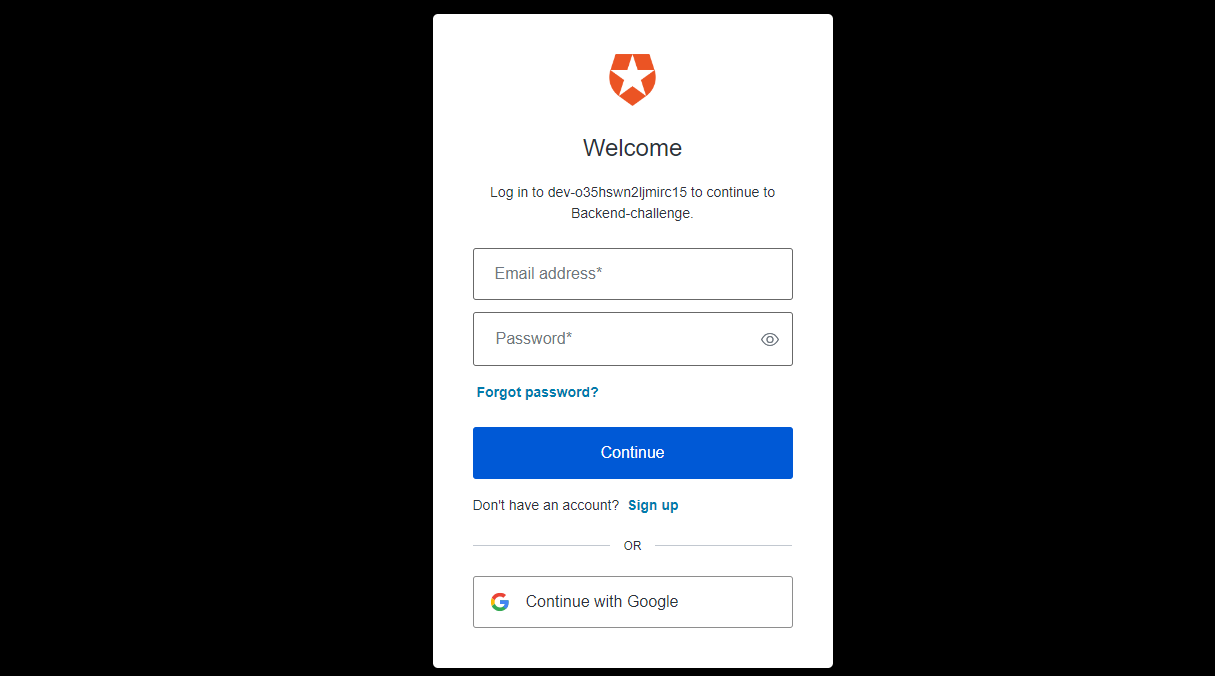 Welcome
Log in to dev-o35hswn2ljmirc15 to continue to
Backend-challenge.
Email address*
Password*
Forgot password?
Continue
Don't have an account? Sign up
OR
Continue with Google